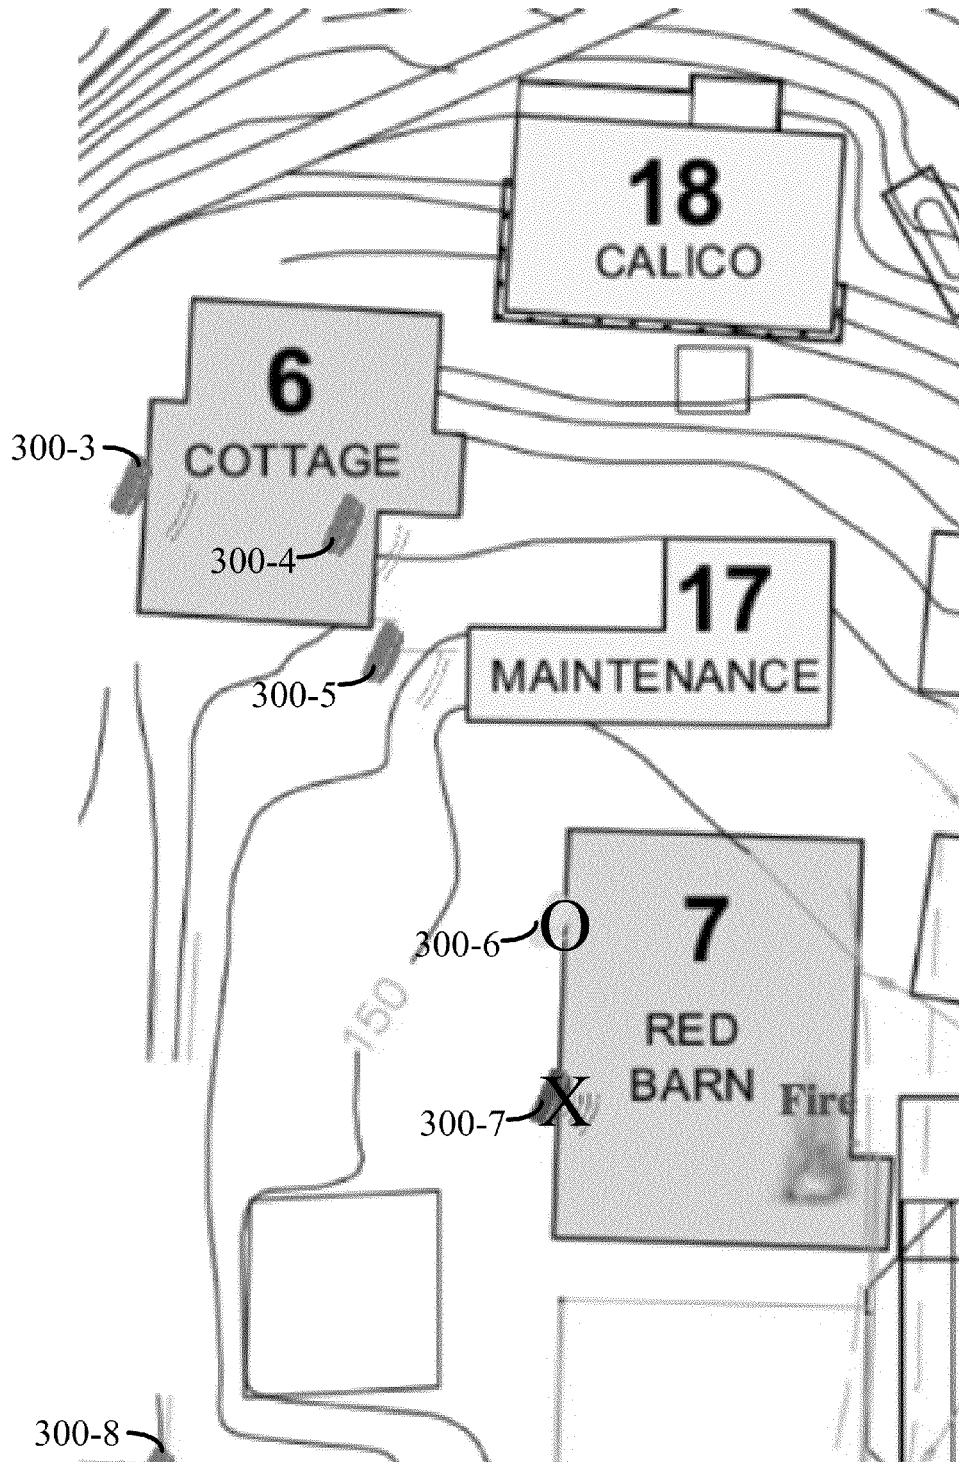 18
CALICO
6
300-3
COTTAGE
300-4
17
MAINTENANCE
300-5
7
300-6
O
150
RED
BARN
Fire
300-7
X
300-8